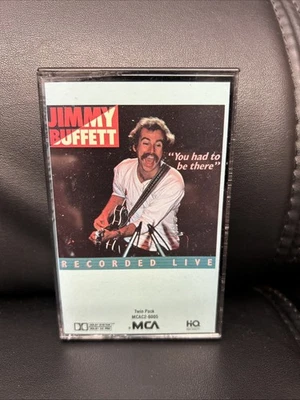 JIMMY
BUFFETT
"You had to
be there"
RECORDED LIVE
Twin Pack
MCA
HQ